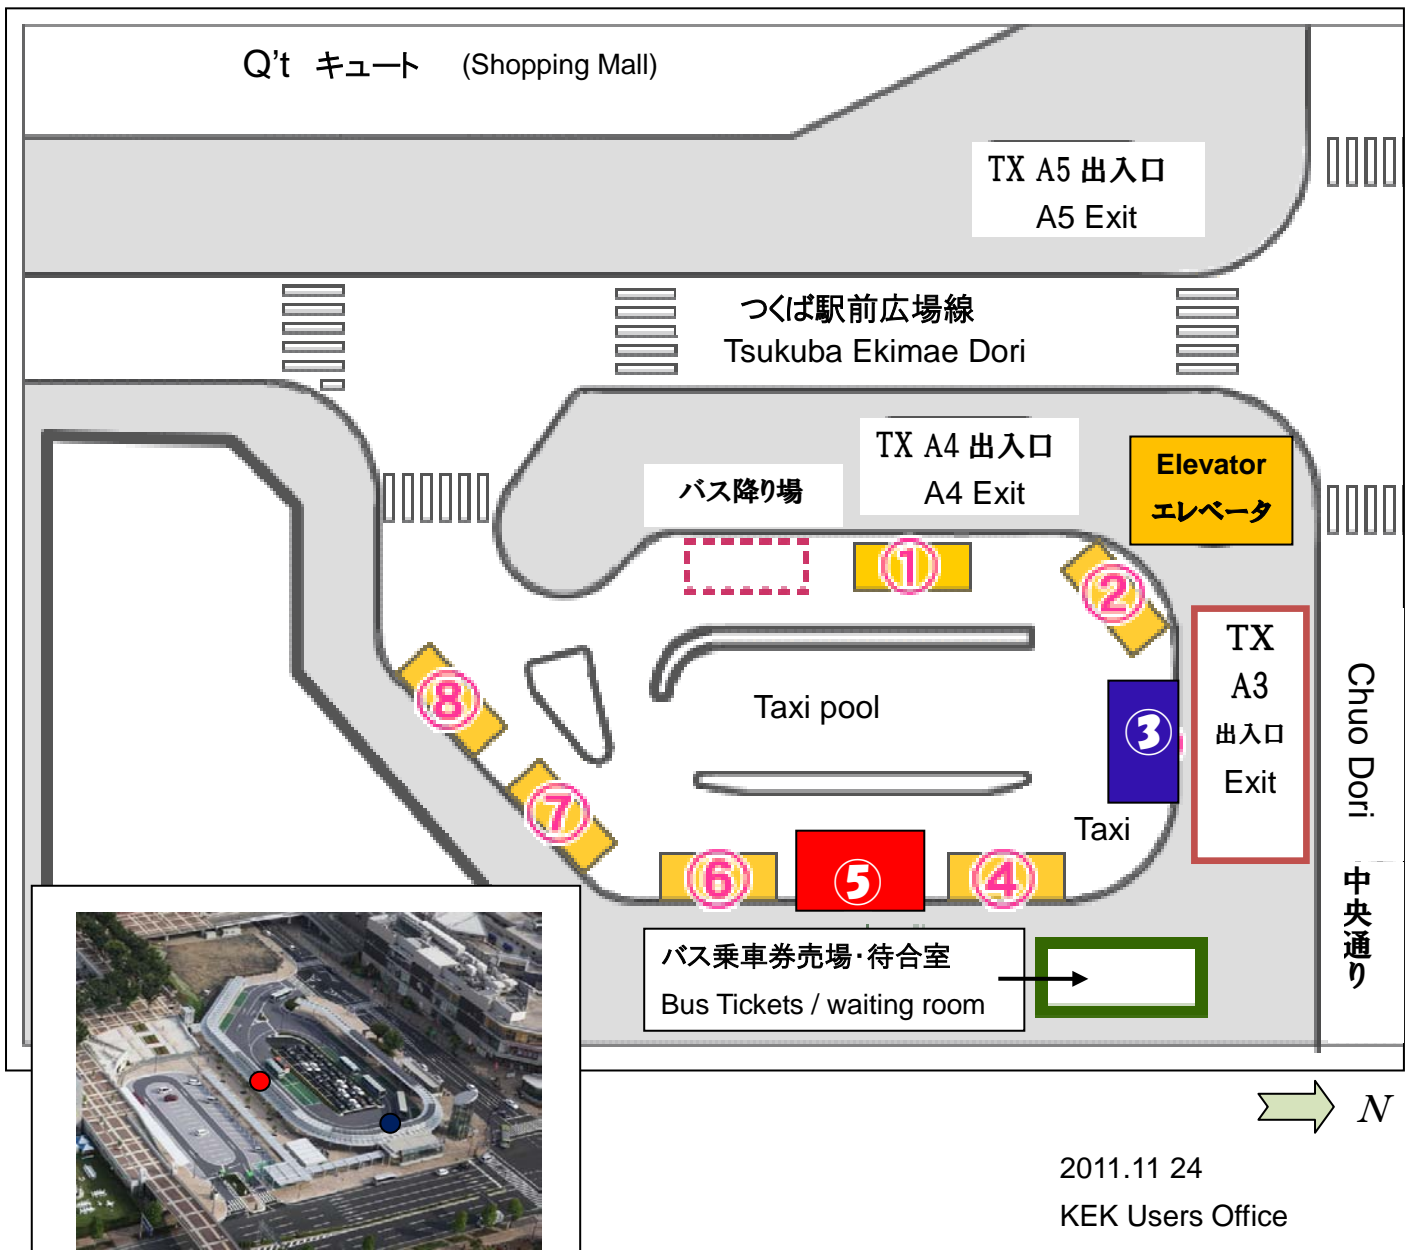 Q’t キュート (Shopping Mall)
TX A5 出入口
A5 Exit
つくば駅前広場線
Tsukuba Ekimae Dori
TX A4 出入口
A4 Exit
Elevator
エレベータ
バス降り場
①
②
TX
A3
出入口
Exit
Chuo Dori
中央通り
⑧
Taxi pool
③
⑦
Taxi
⑥
⑤
④
バス乗車券売場・待合室
Bus Tickets / waiting room
N
2011.11 24
KEK Users Office